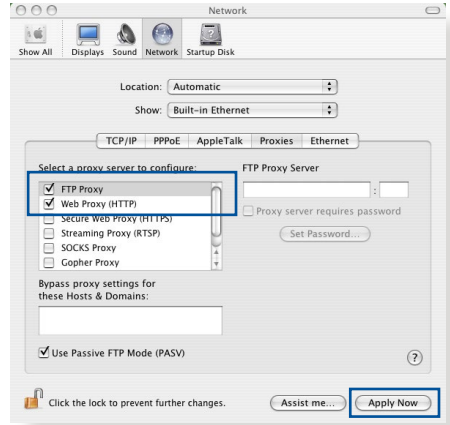 Network
Show All Displays Sound Network Startup Disk
Location: Automatic
Show: Built-in Ethernet
TCP/IP PPPoE AppleTalk Proxies Ethernet
Select a proxy server to configure: FTP Proxy Server
FTP Proxy
:
Web Proxy (HTTP)
Proxy server requires password
Secure Web Proxy (HTTPS)
Streaming Proxy (RTSP) Set Password...
SOCKS Proxy
Gopher Proxy
Bypass proxy settings for
these Hosts & Domains:
Use Passive FTP Mode (PASV)
?
Click the lock to prevent further changes. Assist me... Apply Now